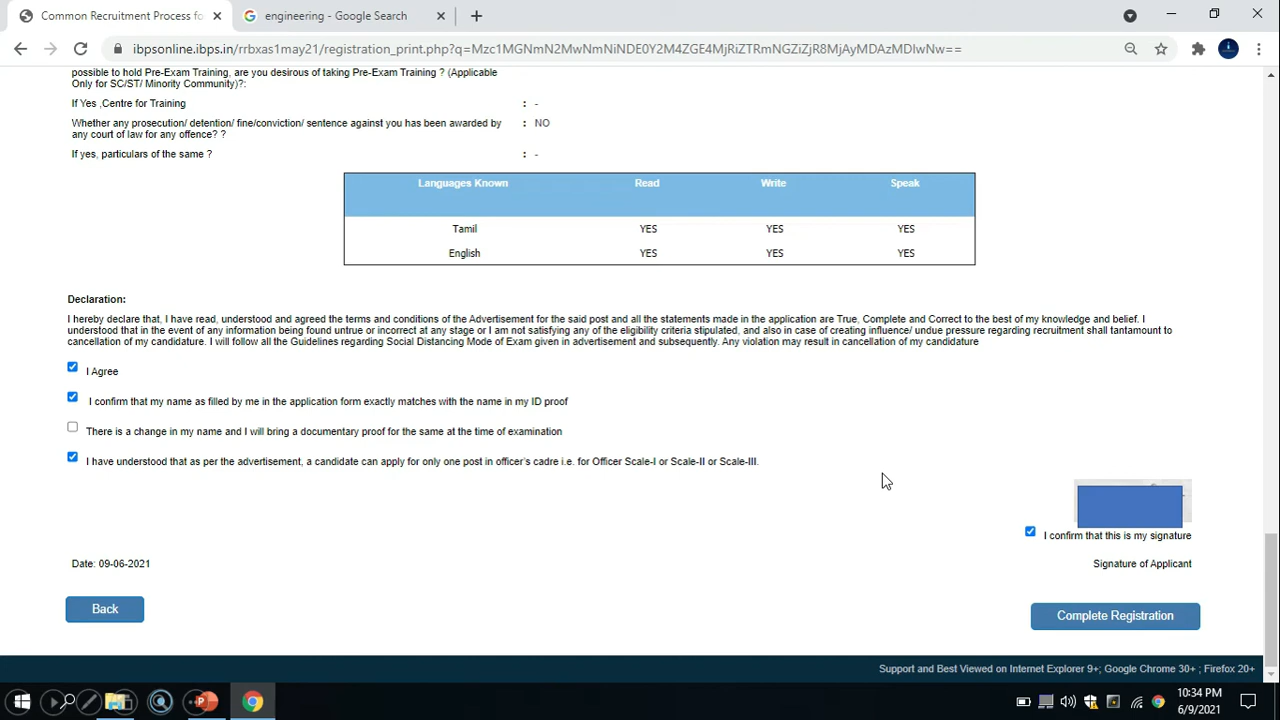 Common Recruitment Process fo
engineering - Google Search
ibpsonline.ibps.in/rrbxas1may21/registration_print.php?q=Mzc1MGNmN2MwNmNiNDE0Y2M4ZGE4MjRiZTRmNGZiZjR8MjAyMDAzMDIwNw==
possible to hold Pre-Exam Training, are you desirous of taking Pre-Exam Training ? (Applicable
Only for SC/ST/ Minority Community)?:
If Yes ,Centre for Training : -
Whether any prosecution/ detention/ fine/conviction/ sentence against you has been awarded by : NO
any court of law for any offence? ?
If yes, particulars of the same ? : -
Languages Known Read Write Speak
Tamil YES YES YES
English YES YES YES
Declaration:
I hereby declare that, I have read, understood and agreed the terms and conditions of the Advertisement for the said post and all the statements made in the application are True, Complete and Correct to the best of my knowledge and belief. I
understood that in the event of any information being found untrue or incorrect at any stage or I am not satisfying any of the eligibility criteria stipulated, and also in case of creating influence/ undue pressure regarding recruitment shall tantamount to
cancellation of my candidature. I will follow all the Guidelines regarding Social Distancing Mode of Exam given in advertisement and subsequently. Any violation may result in cancellation of my candidature
I Agree
I confirm that my name as filled by me in the application form exactly matches with the name in my ID proof
There is a change in my name and I will bring a documentary proof for the same at the time of examination
I have understood that as per the advertisement, a candidate can apply for only one post in officer's cadre i.e. for Officer Scale-I or Scale-II or Scale-III.
I confirm that this is my signature
Date: 09-06-2021 Signature of Applicant
Back
Complete Registration
Support and Best Viewed on Internet Explorer 9+; Google Chrome 30+ ; Firefox 20+
10:34 PM
6/9/2021